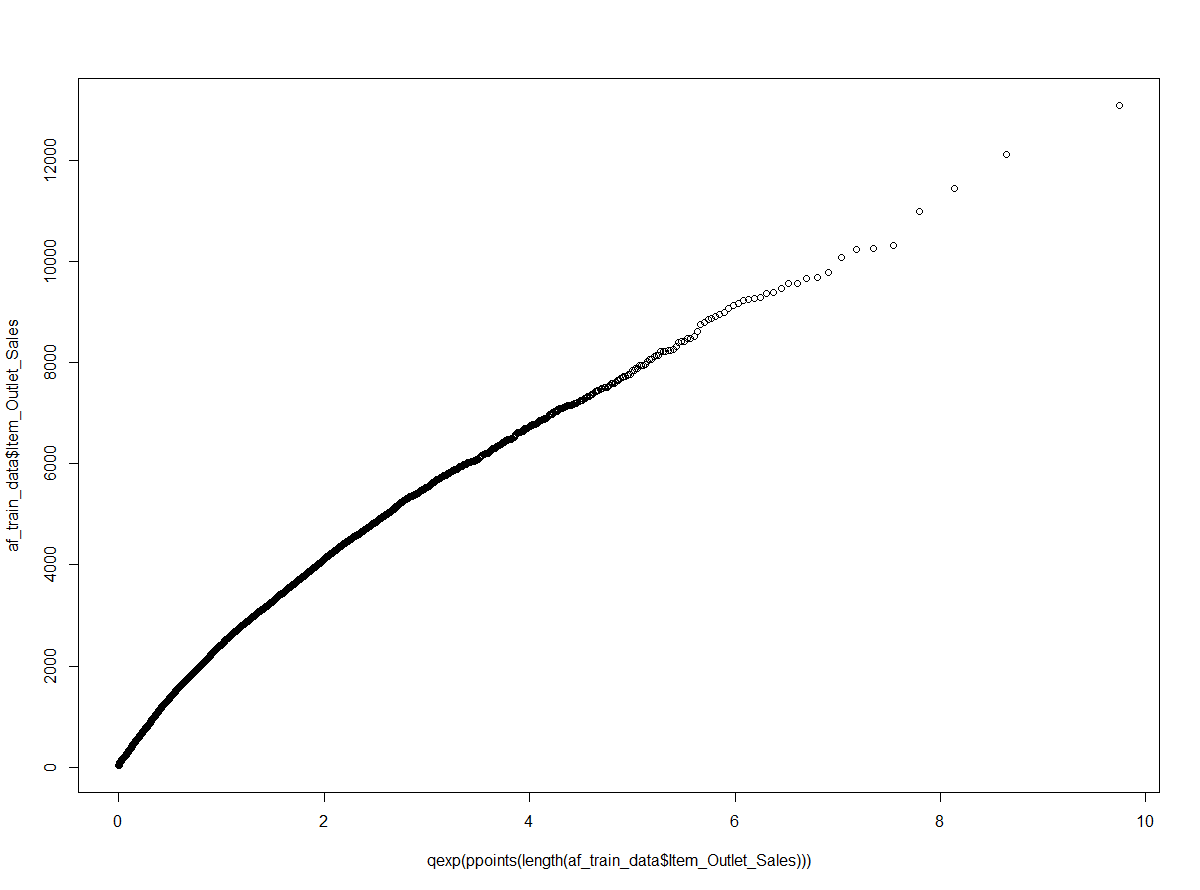 12000
10000
8000
6000
4000
2000
0
af_train_data$Item_Outlet_Sales
0 2 4 6 8 10
qexp(ppoints(length(af_train_data$Item_Outlet_Sales)))